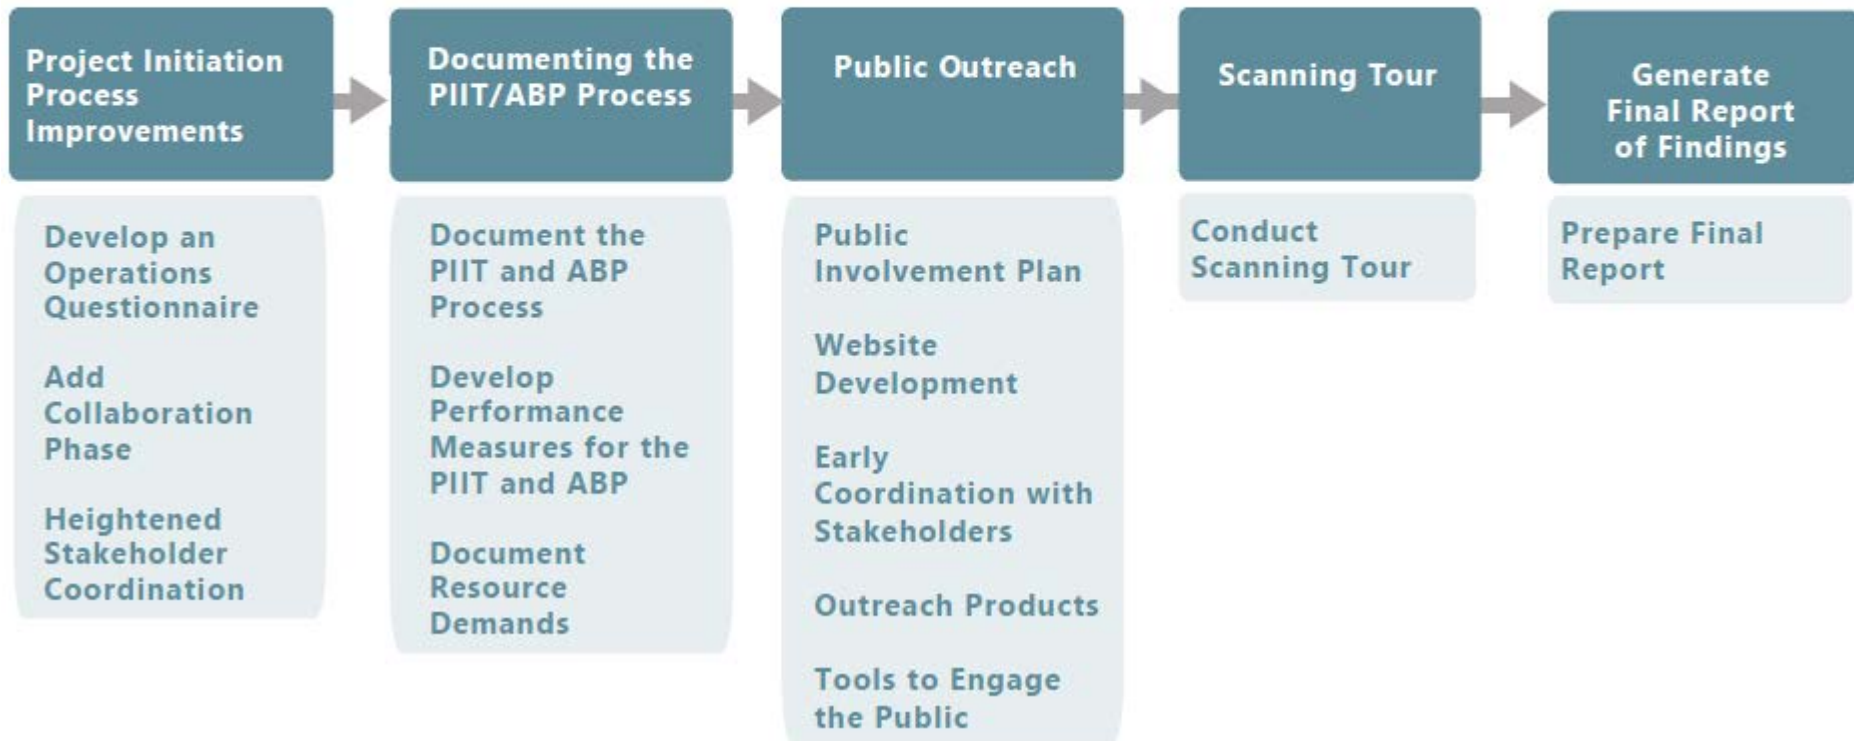 Project Initiation
Process
Improvements
Develop an
Operations
Questionnaire
Add
Collaboration
Phase
Heightened
Stakeholder
Coordination
Documenting the
PIIT/ABP Process
Document the
PIIT and ABP
Process
Develop
Performance
Measures for the
PIIT and ABP
Document
Resource
Demands
Public Outreach
Public
Involvement Plan
Website
Development
Early
Coordination with
Stakeholders
Outreach Products
Tools to Engage
the Public
Scanning Tour
Conduct
Scanning Tour
Generate
Final Report
of Findings
Prepare Final
Report